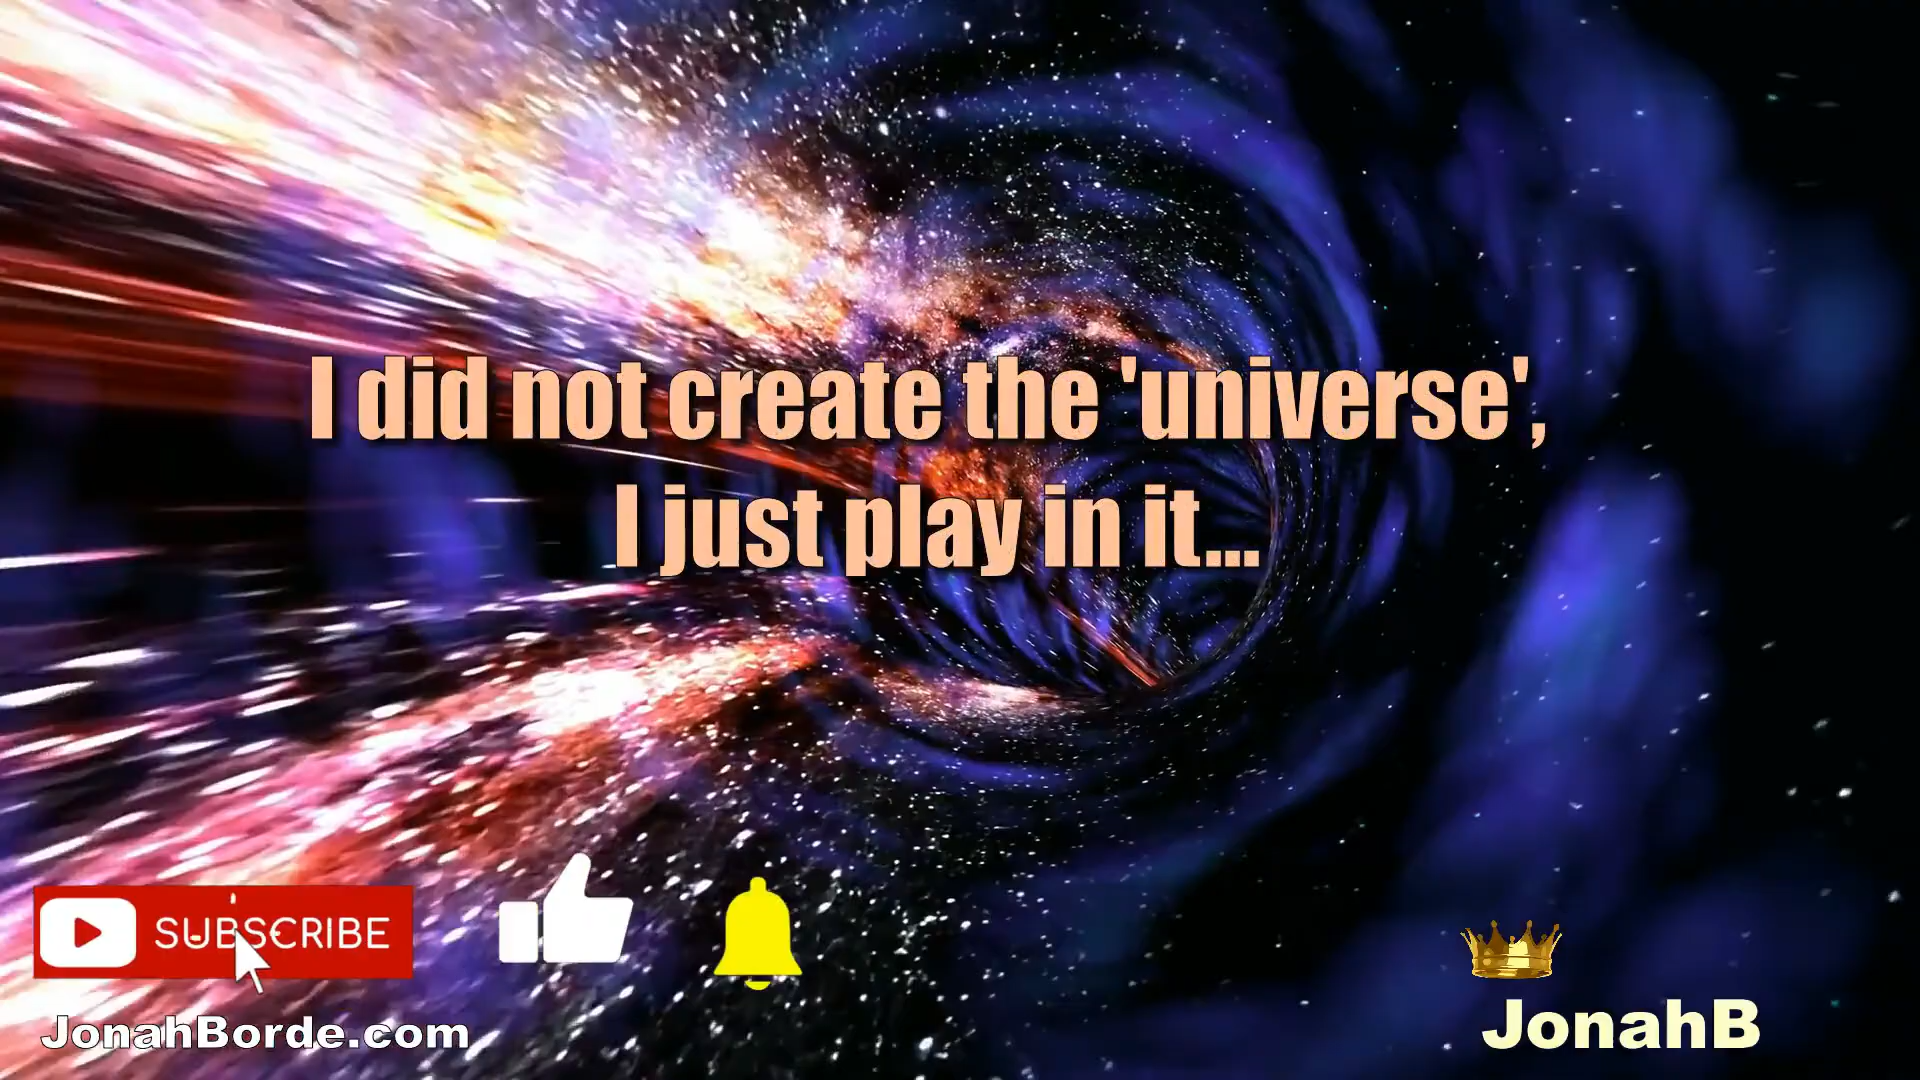 I did not create the 'universe',
I just play in it...
SUBSCRIBE
JonahBorde.com
JonahB